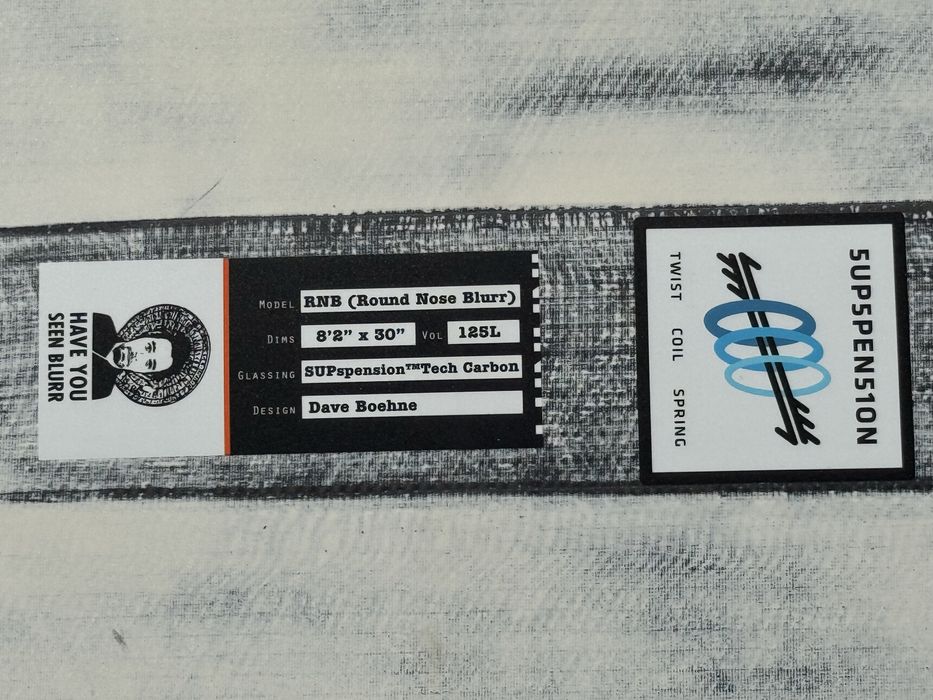 HAVE YOU
SEEN BLURR
Model RNB (Round Nose Blurr)
Dims 8'2" x 30" Vol 125L
Glassing SUPspension™Tech Carbon
Design Dave Boehne
5UP5PEN510N
TWIST COIL SPRING